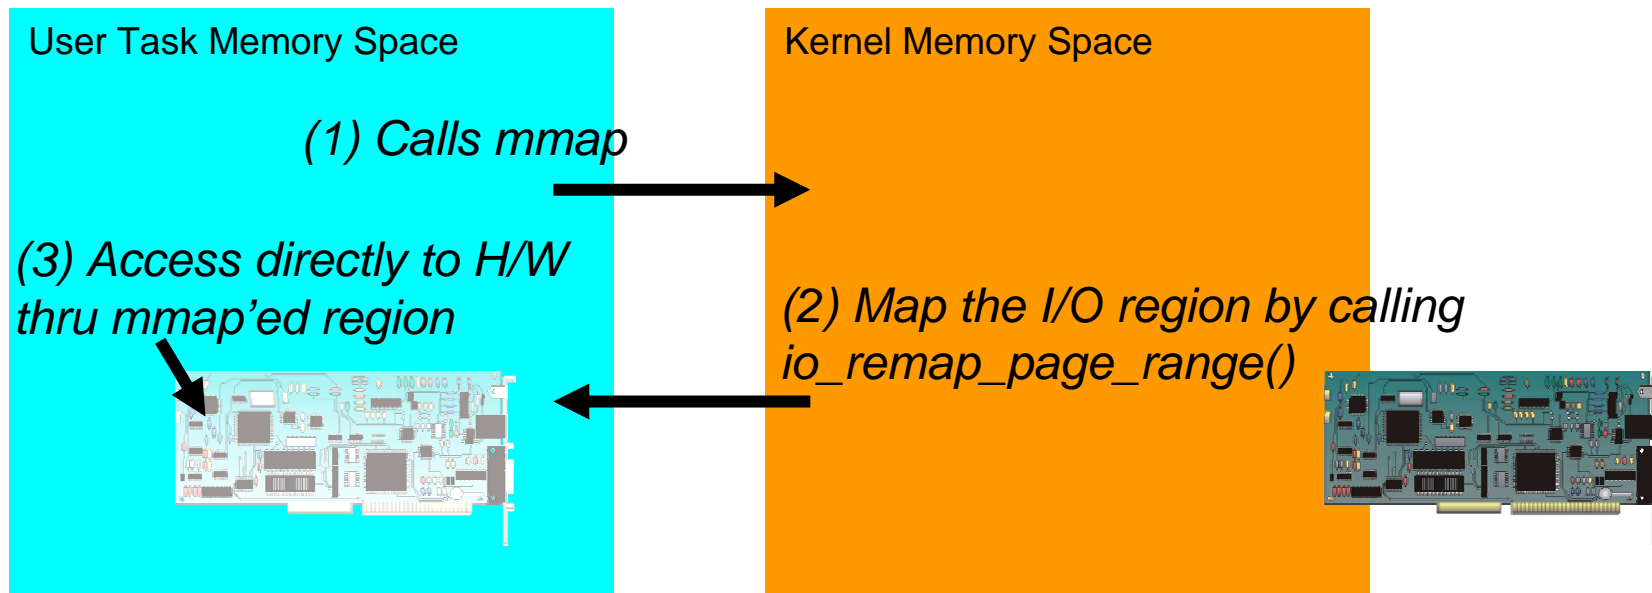 User Task Memory Space
Kernel Memory Space
(1) Calls mmap
(3) Access directly to H/W
thru mmap’ed region
(2) Map the I/O region by calling
io_remap_page_range()